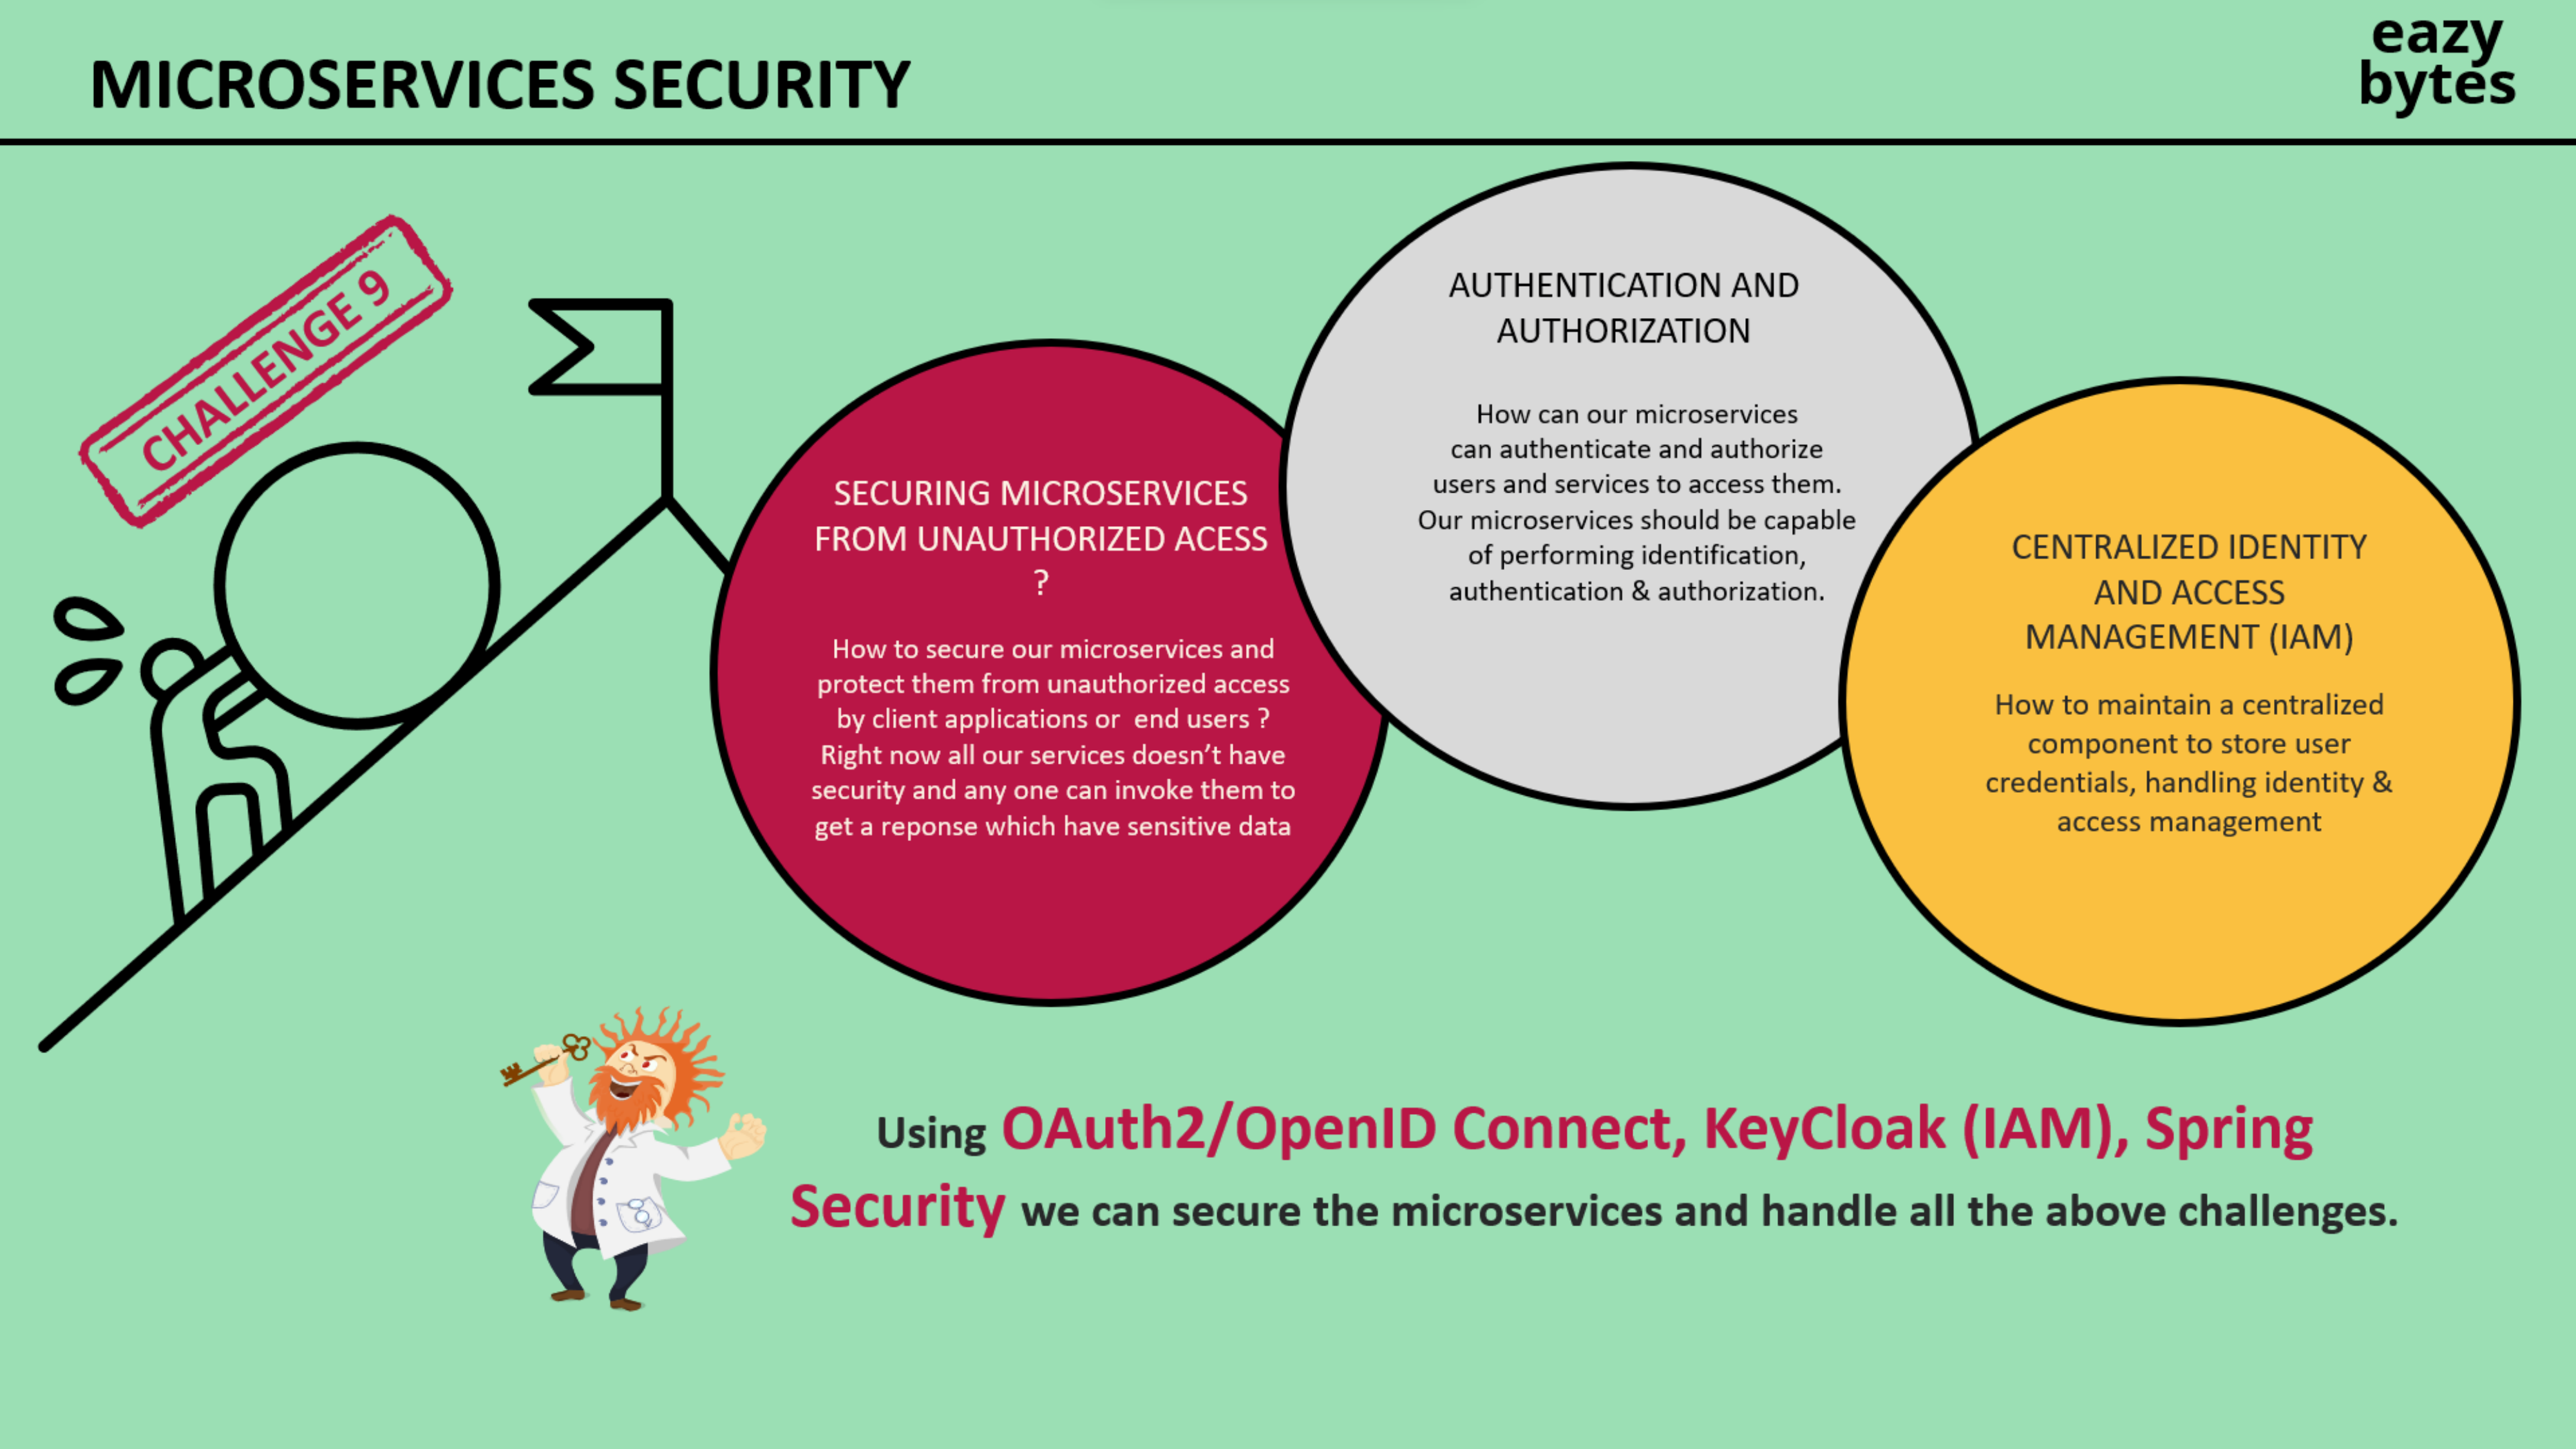 MICROSERVICES SECURITY
eazy
bytes
CHALLENGE 9
SECURING MICROSERVICES
FROM UNAUTHORIZED ACESS
?
How to secure our microservices and
protect them from unauthorized access
by client applications or end users ?
Right now all our services doesn't have
security and any one can invoke them to
get a reponse which have sensitive data
AUTHENTICATION AND
AUTHORIZATION
How can our microservices
can authenticate and authorize
users and services to access them.
Our microservices should be capable
of performing identification,
authentication & authorization.
CENTRALIZED IDENTITY
AND ACCESS
MANAGEMENT (IAM)
How to maintain a centralized
component to store user
credentials, handling identity &
access management
Using OAuth2/OpenID Connect, KeyCloak (IAM), Spring
Security we can secure the microservices and handle all the above challenges.